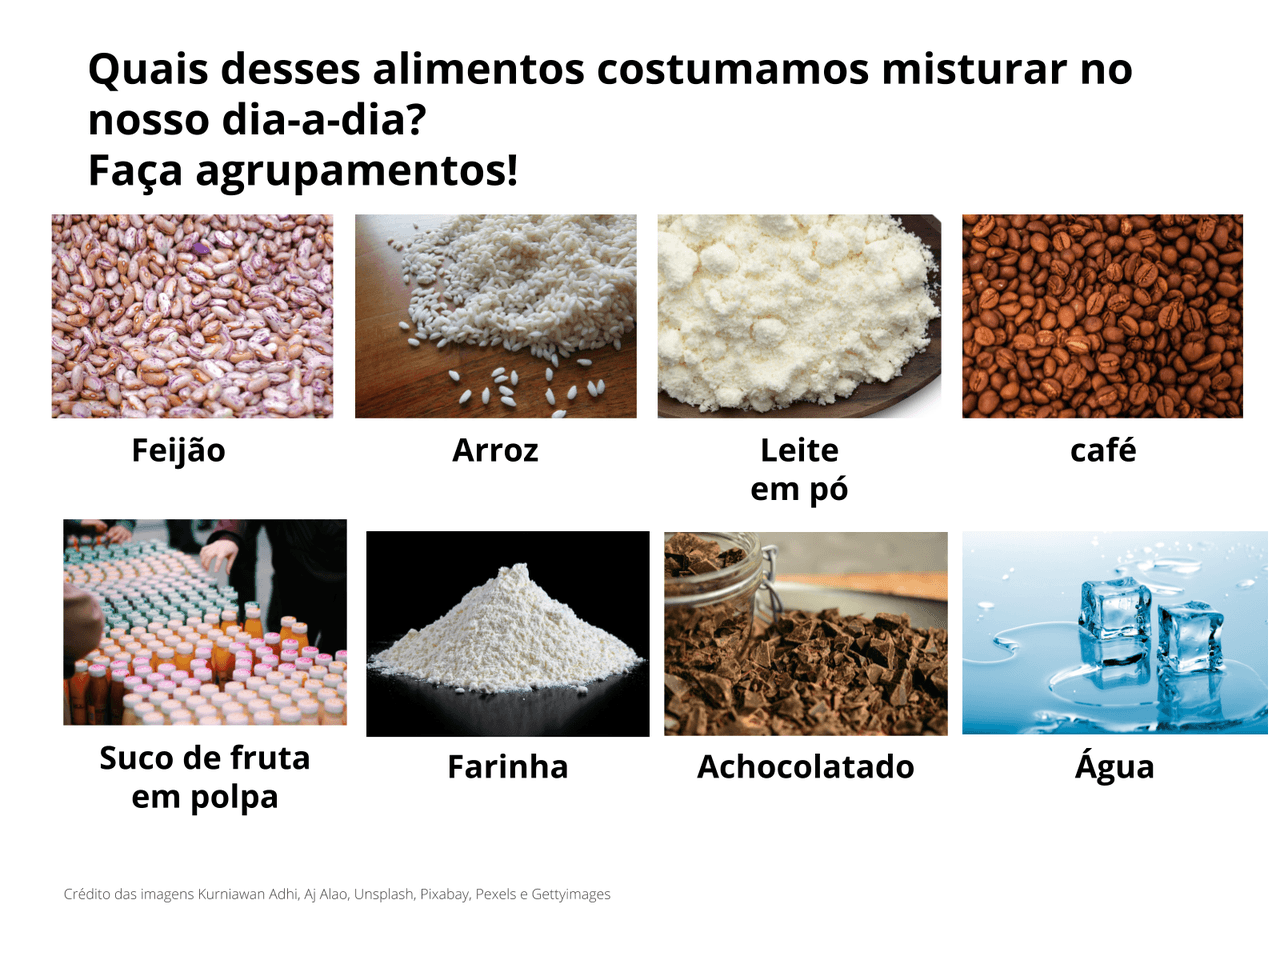 Quais desses alimentos costumamos misturar no
nosso dia-a-dia?
Faça agrupamentos!
Feijão
Arroz
Leite
em pó
café
Suco de fruta
em polpa
Farinha
Achocolatado
Água
Crédito das imagens Kurniawan Adhi, Aj Alao, Unsplash, Pixabay, Pexels e Gettyimages